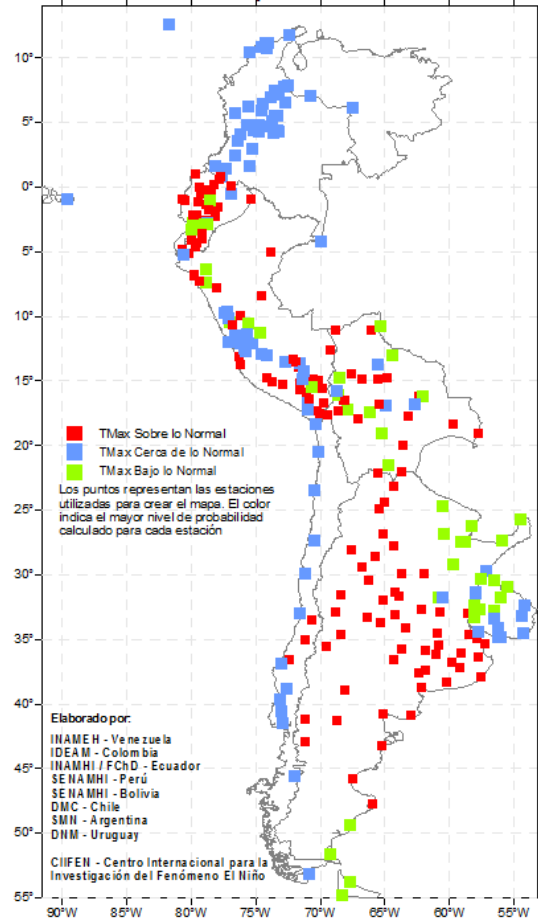 10°
5°
0°
5°
10°
15°
20°
25°
30°
35°
40°
45°
50°
55°
TMax Sobre lo Normal
TMax Cerca de lo Normal
TMax Bajo lo Normal
Los puntos representan las estaciones
utilizadas para crear el mapa. El color
indica el mayor nivel de probabilidad
calculado para cada estación
Elaborado por:
INAMEH - Venezuela
IDEAM - Colombia
INAMHI / FChD - Ecuador
SENAMHI - Perú
SENAMHI - Bolivia
DMC - Chile
SMN - Argentina
DNM - Uruguay
CIIFEN - Centro Internacional para la
Investigación del Fenómeno El Niño
90°W 85°W 80°W 75°W 70°W 65°W 60°W 55°W